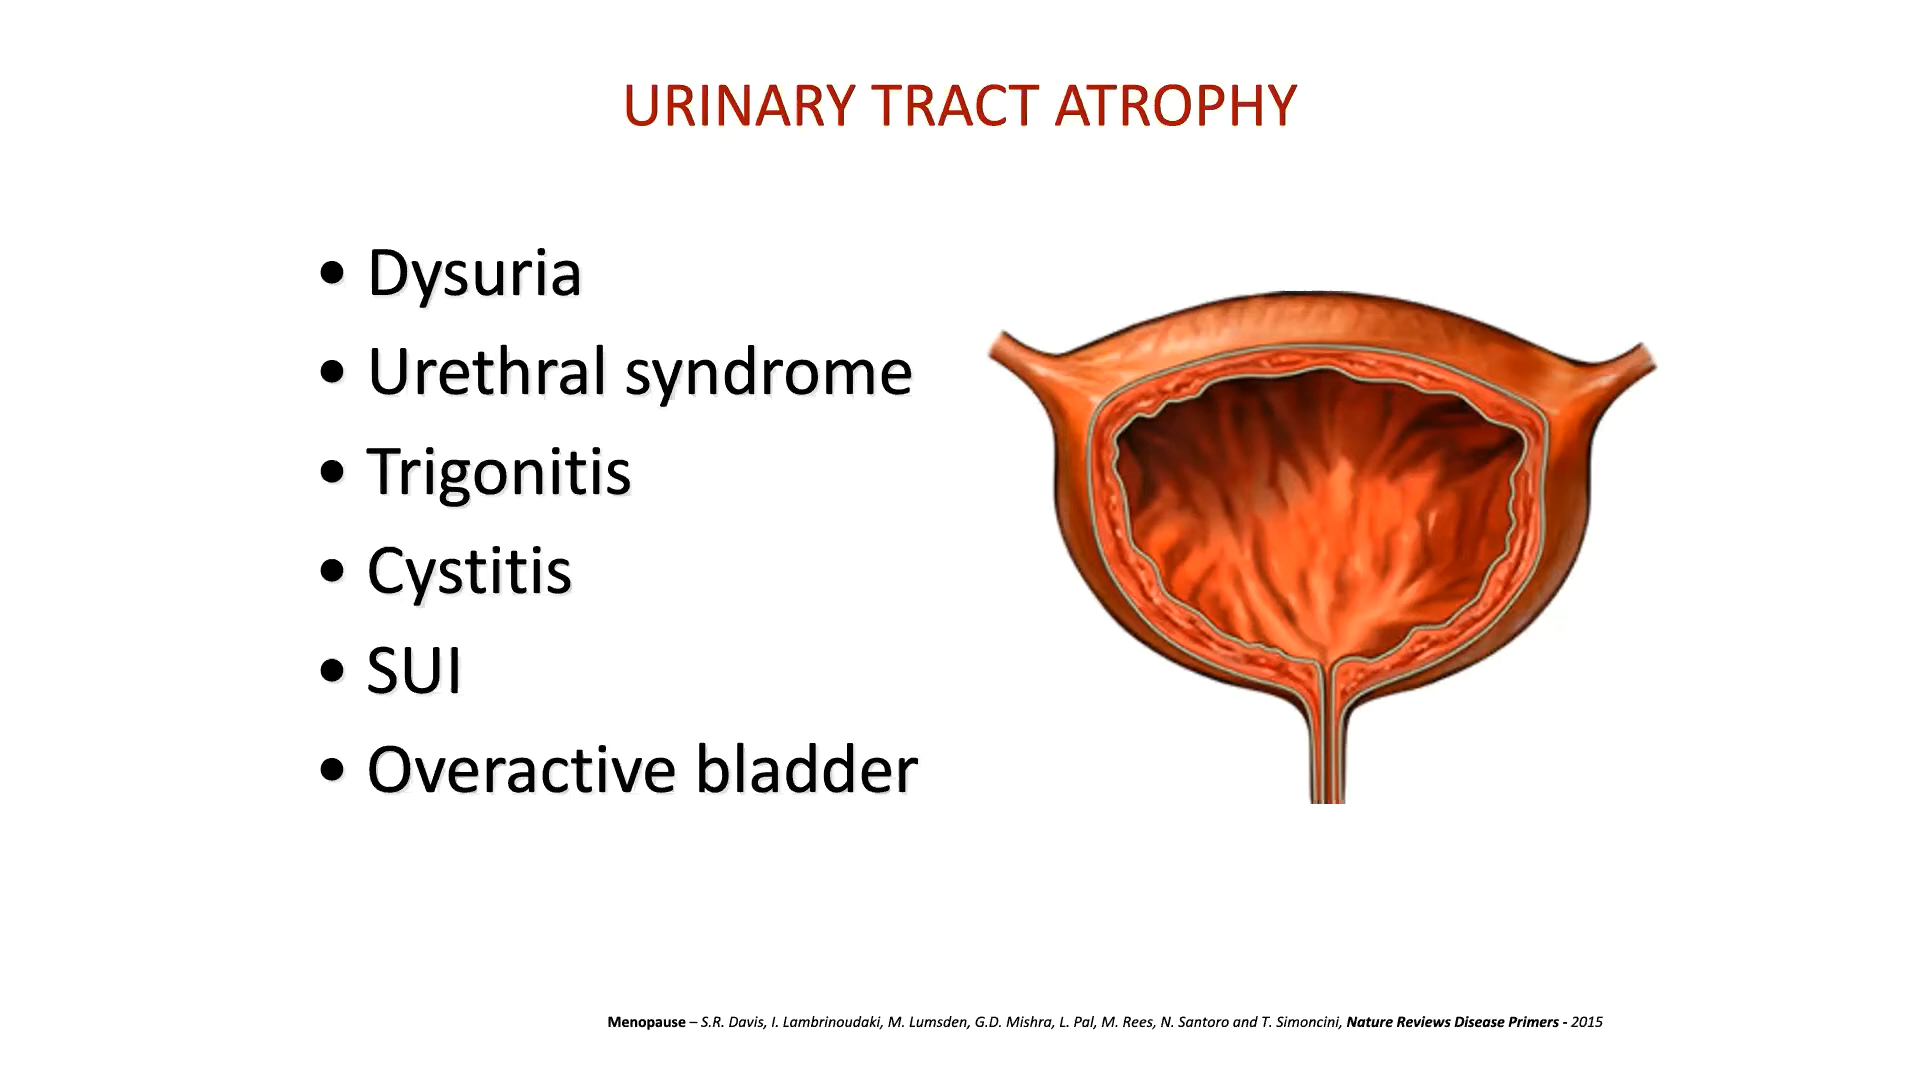 URINARY TRACT ATROPHY
• Dysuria
• Urethral syndrome
• Trigonitis
• Cystitis
• SUI
• Overactive bladder
Menopause – S.R. Davis, I. Lambrinoudaki, M. Lumsden, G.D. Mishra, L. Pal, M. Rees, N. Santoro and T. Simoncini, Nature Reviews Disease Primers - 2015